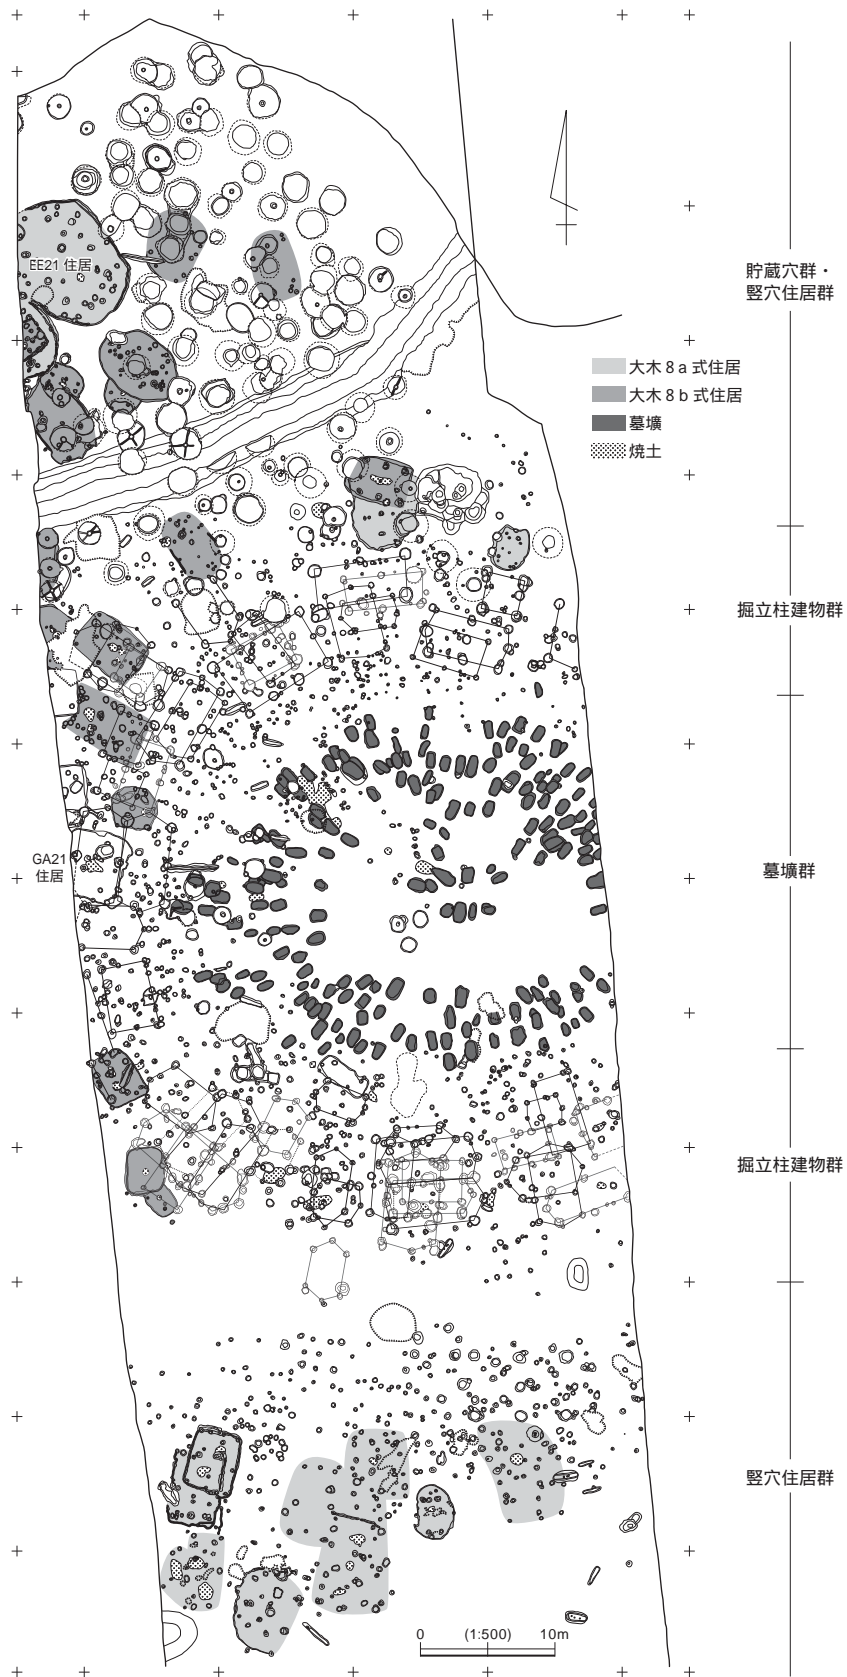 EE21 住居
貯蔵穴群・
竪穴住居群
大木 8 a 式住居
大木 8 b 式住居
墓壙
焼土
掘立柱建物群
GA21
住居
墓壙群
掘立柱建物群
竪穴住居群
0 (1:500) 10m